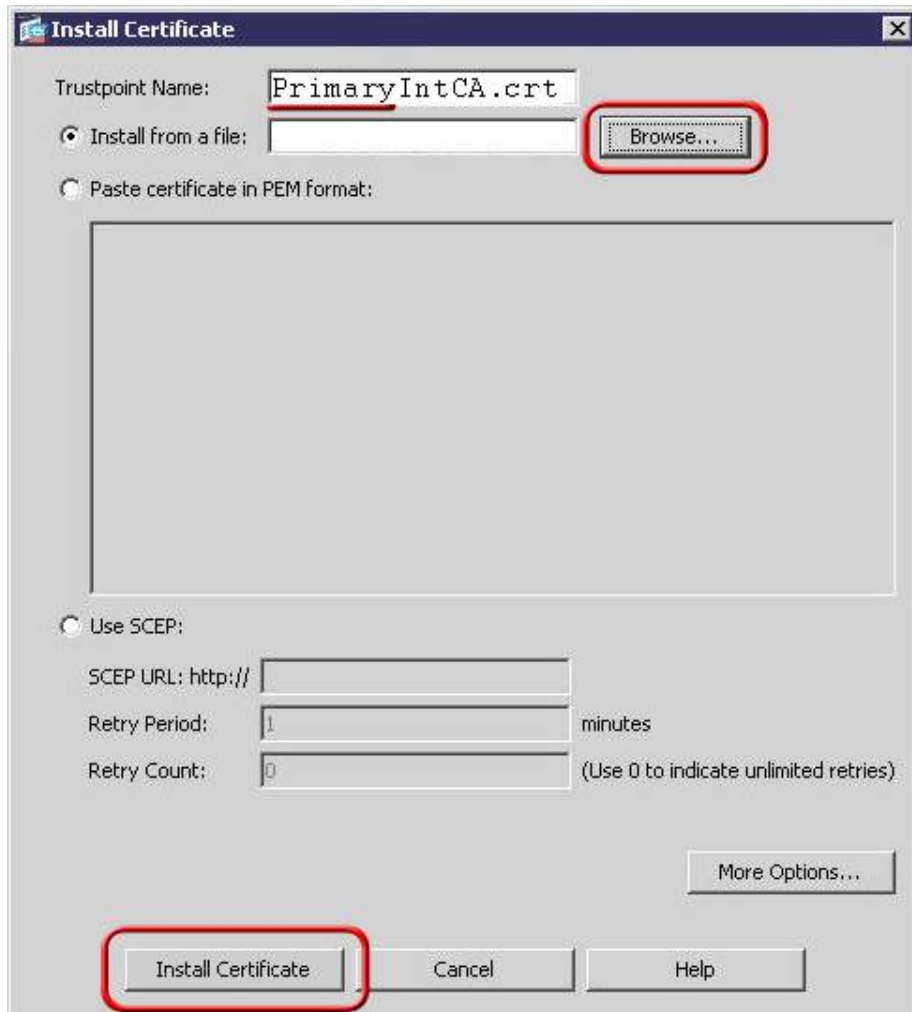 Install Certificate
Trustpoint Name: PrimaryIntCA.crt
Install from a file: Browse...
Paste certificate in PEM format:
Use SCEP:
SCEP URL: http://
Retry Period: 1 minutes
Retry Count: 0 (Use 0 to indicate unlimited retries)
More Options...
Install Certificate Cancel Help